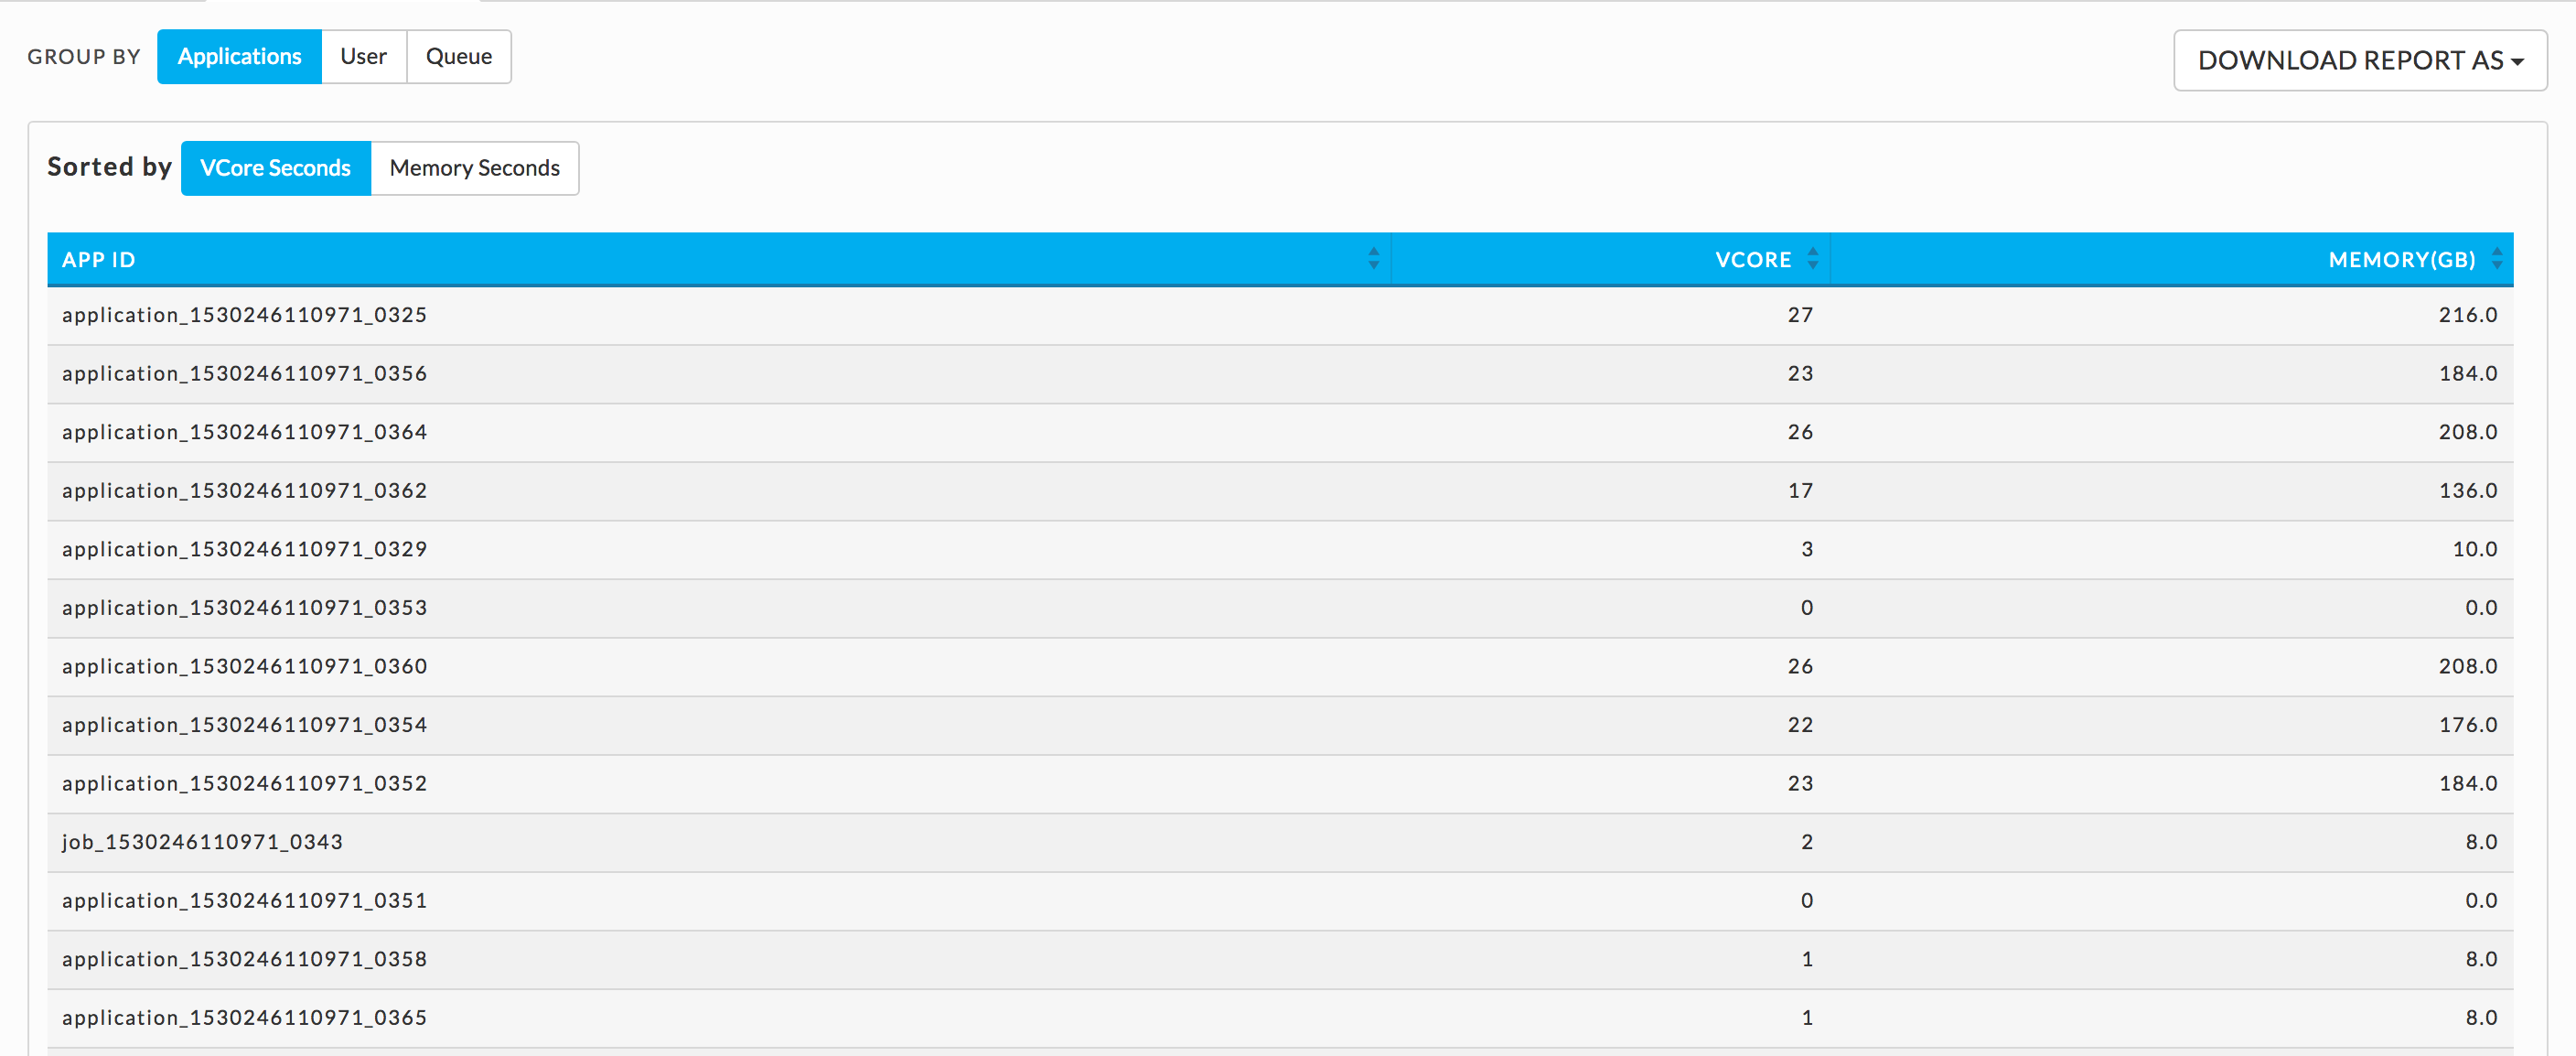 GROUP BY Applications User Queue DOWNLOAD REPORT AS
Sorted by VCore Seconds Memory Seconds
APP ID VCORE MEMORY(GB)
application_1530246110971_0325 27 216.0
application_1530246110971_0356 23 184.0
application_1530246110971_0364 26 208.0
application_1530246110971_0362 17 136.0
application_1530246110971_0329 3 10.0
application_1530246110971_0353 0 0.0
application_1530246110971_0360 26 208.0
application_1530246110971_0354 22 176.0
application_1530246110971_0352 23 184.0
job_1530246110971_0343 2 8.0
application_1530246110971_0351 0 0.0
application_1530246110971_0358 1 8.0
application_1530246110971_0365 1 8.0